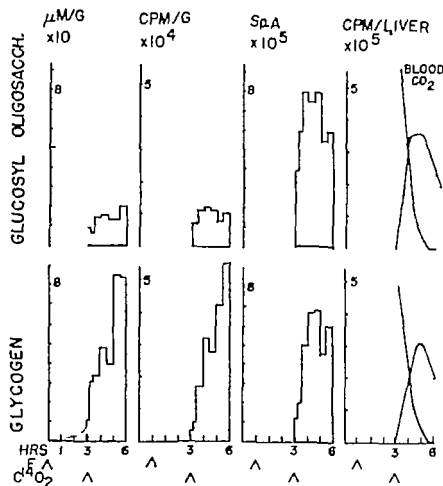 μM/G CPM/G SpA CPM/LIVER
x10 x10⁴ x10⁵ x10⁵
GLUCOSYL OLIGOSACCH.
8 5 8 5
BLOOD
CO₂
GLYCOGEN
8 5 8 5
HRS 1 3 6 3 6 3 6 3 6
E
C¹⁴O₂